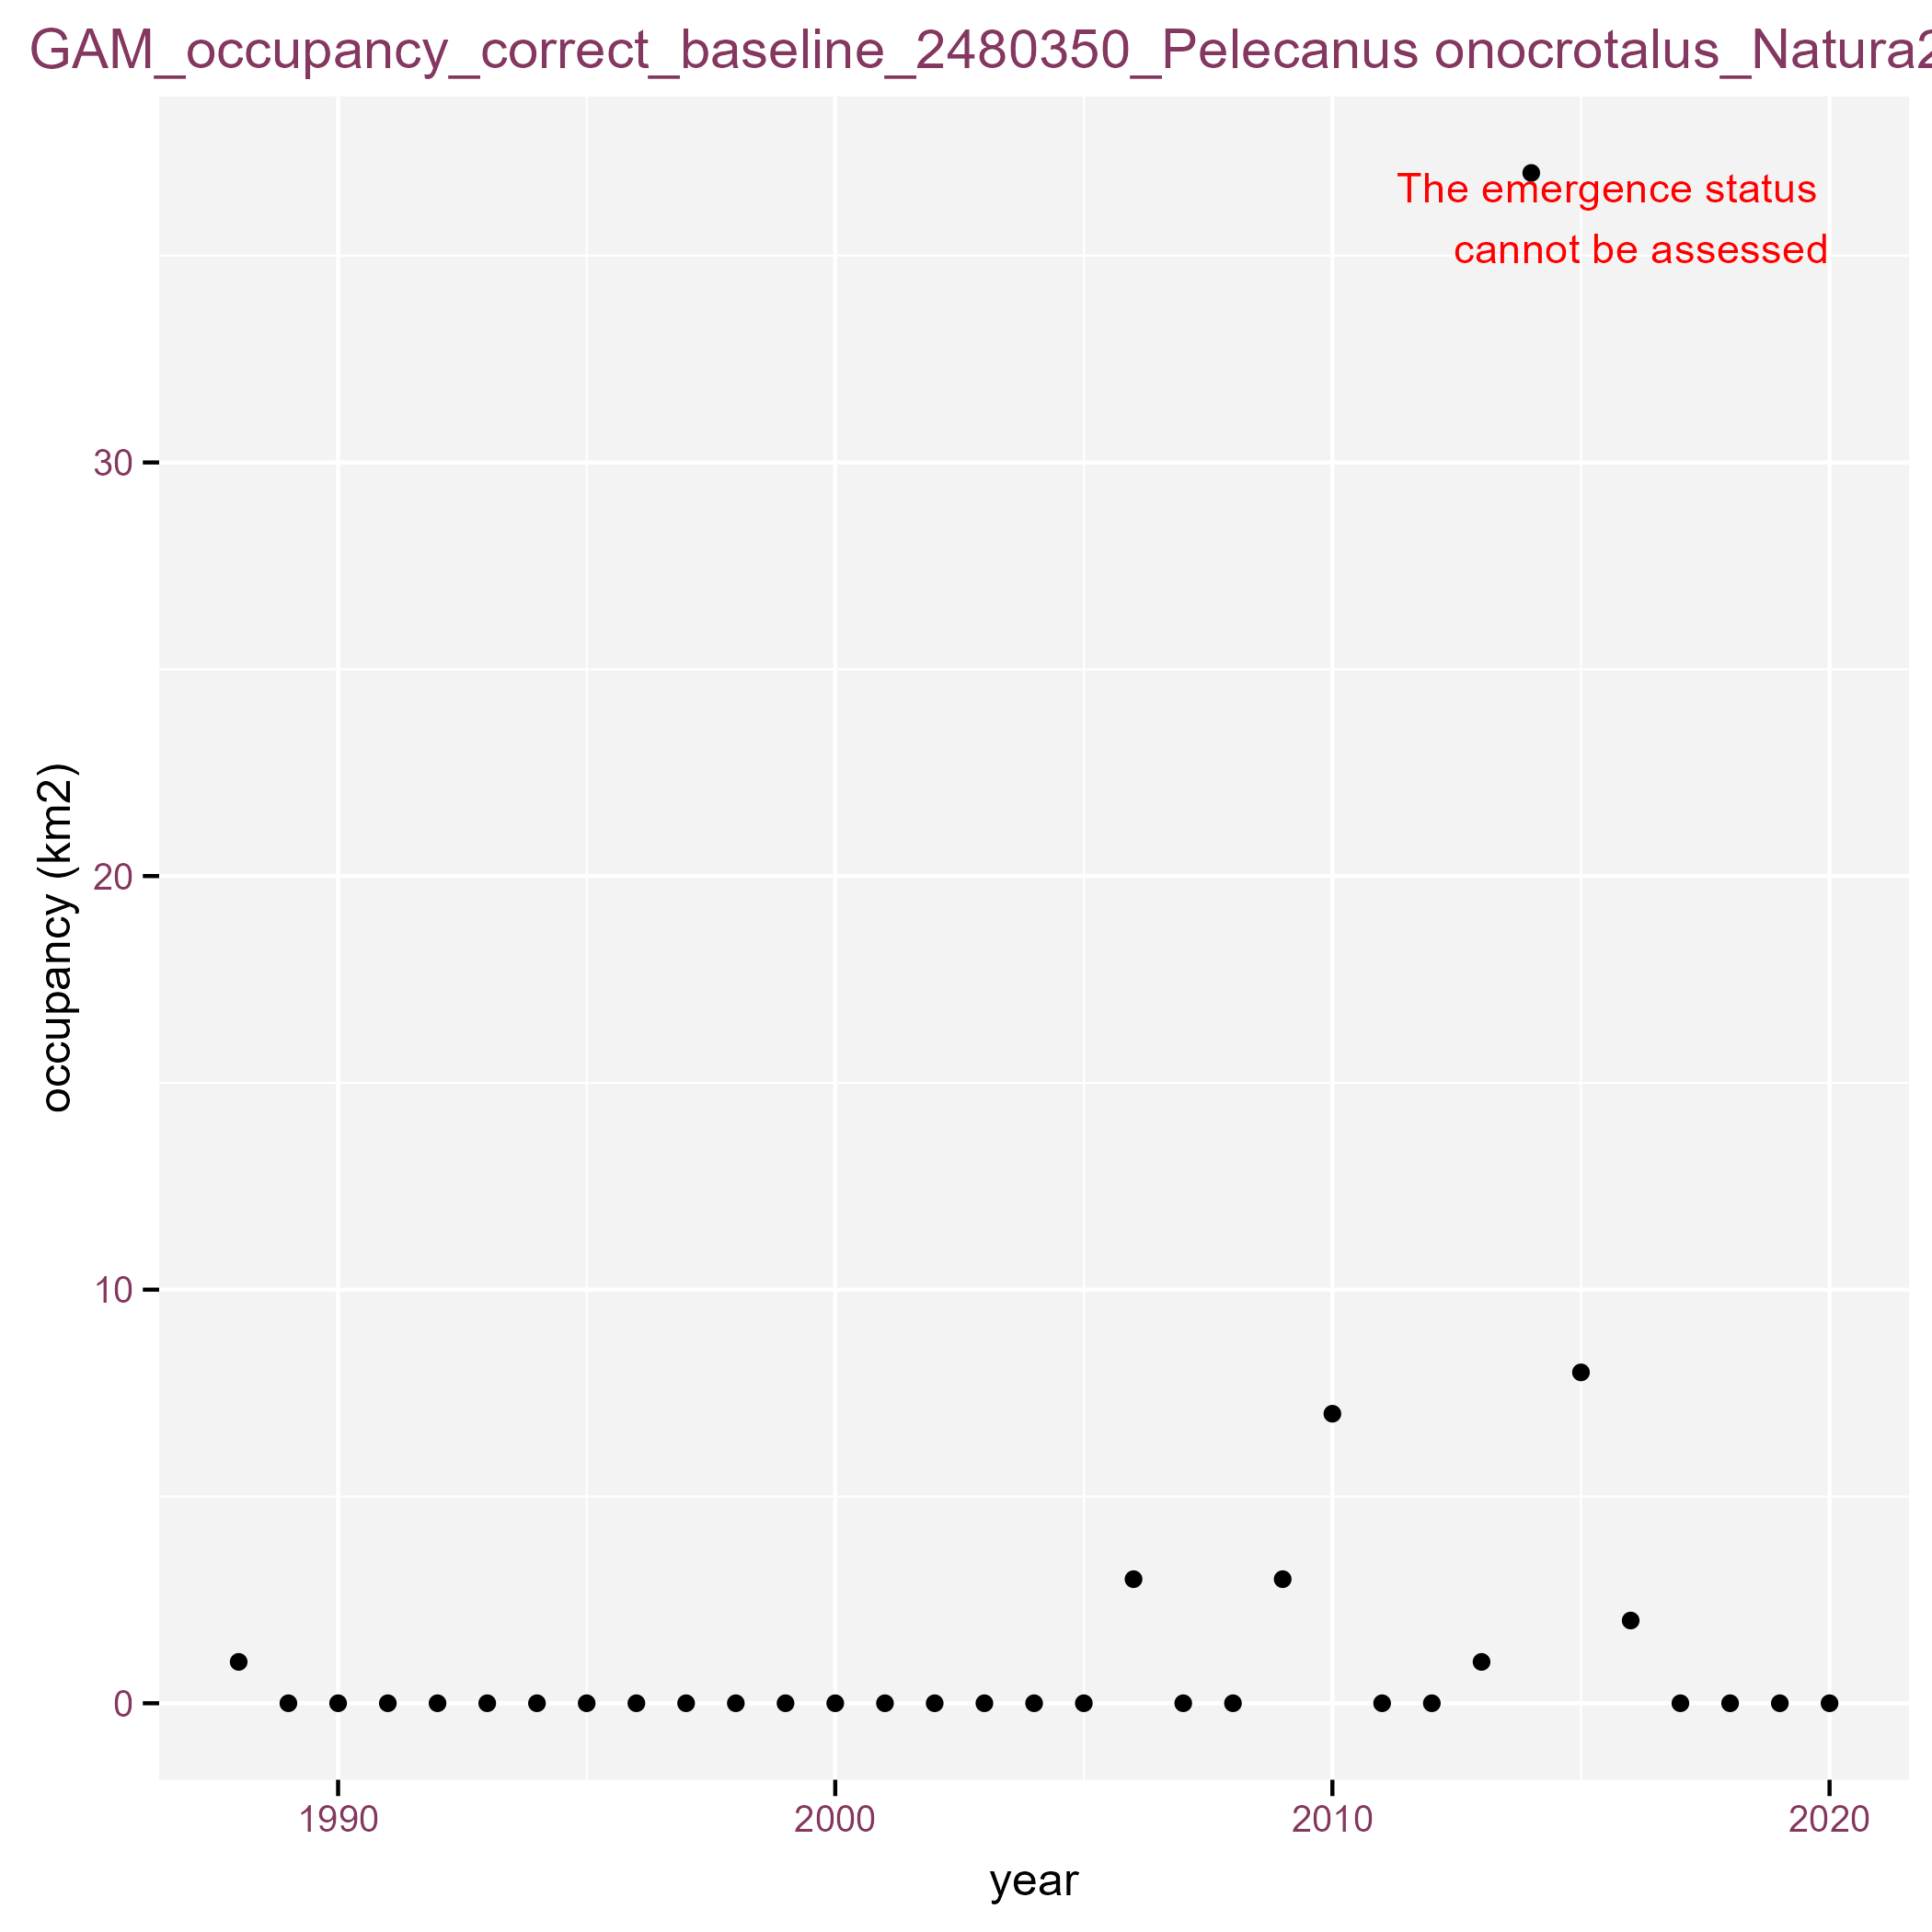 GAM_occupancy_correct_baseline_2480350_Pelecanus onocrotalus_Natura2
The emergence status
cannot be assessed
occupancy (km2)
30
20
10
0
1990 2000 2010 2020
year